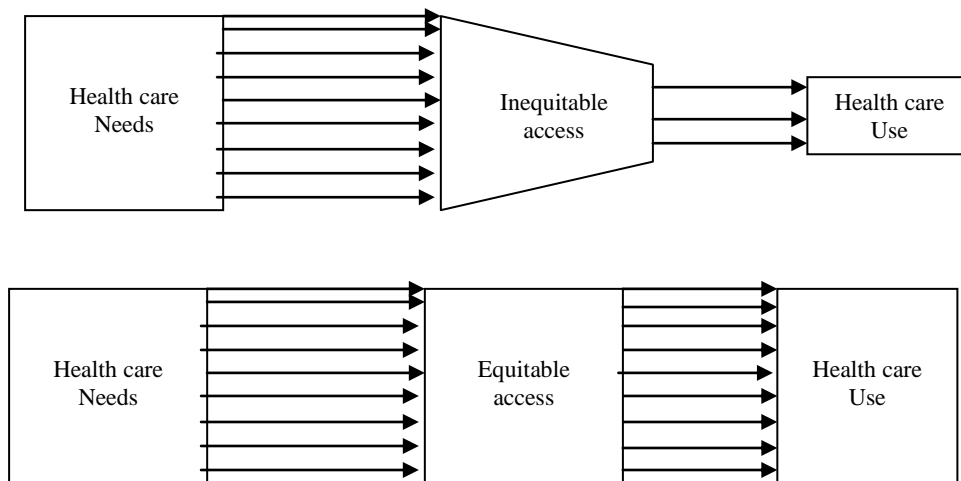 Health care
Needs
Inequitable
access
Health care
Use
Health care
Needs
Equitable
access
Health care
Use